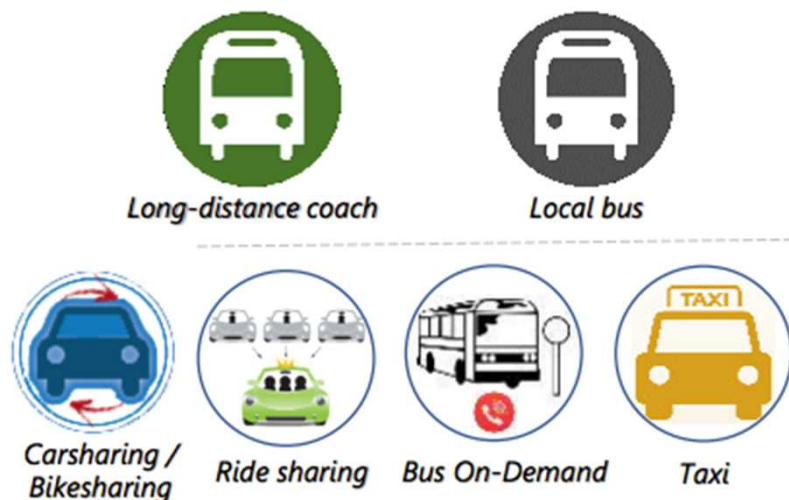 Long-distance coach
Local bus
TAXI
Carsharing /
Bikesharing
Ride sharing
Bus On-Demand
Taxi